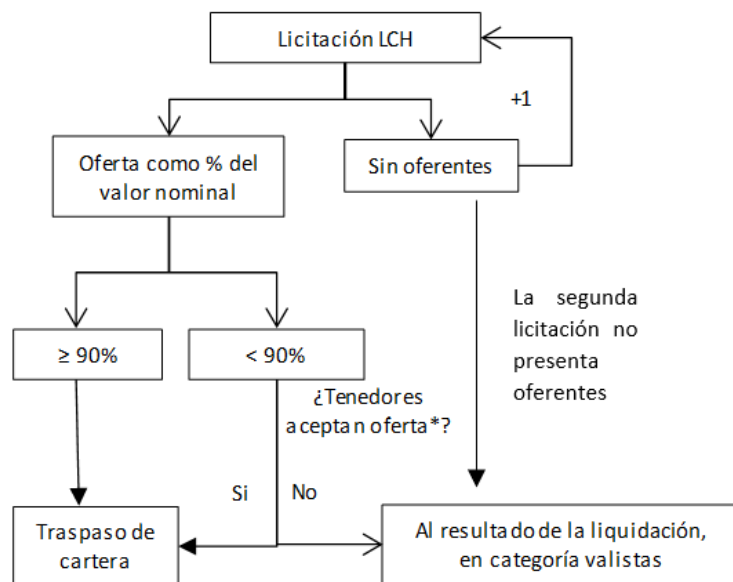 Licitación LCH
+1
Oferta como % del
valor nominal
Sin oferentes
La segunda
licitación no
presenta
oferentes
≥ 90%
< 90%
¿Tenedores
aceptan oferta*?
Si
No
Traspaso de
cartera
Al resultado de la liquidación,
en categoría valistas